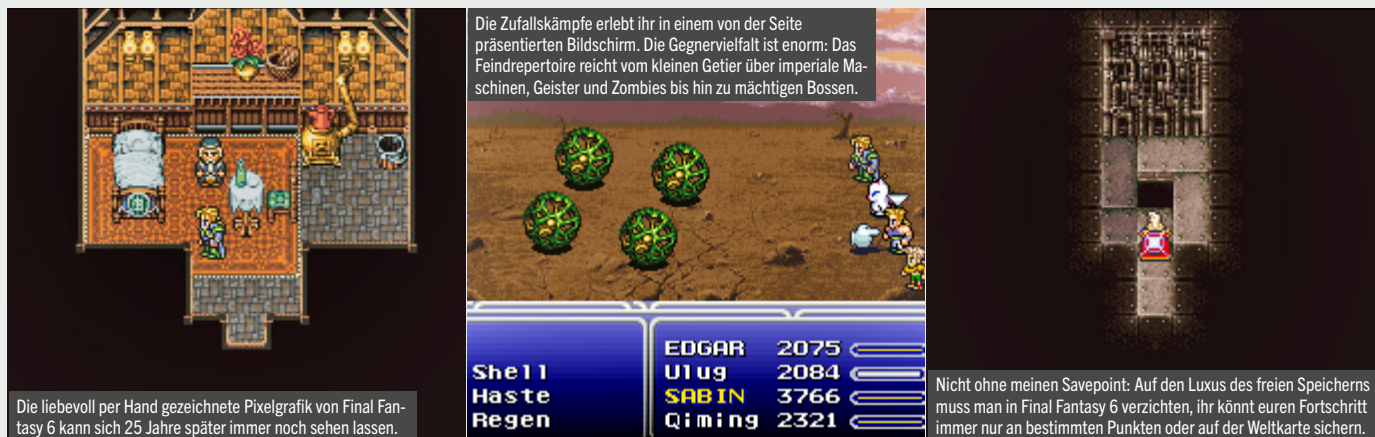 Die liebevoll per Hand gezeichnete Pixelgrafik von Final Fan-
tasy 6 kann sich 25 Jahre später immer noch sehen lassen.
Die Zufallskämpfe erlebt ihr in einem von der Seite
präsentierten Bildschirm. Die Gegnervielfalt ist enorm: Das
Feindrepertoire reicht vom kleinen Getier über imperiale Ma-
schinen, Geister und Zombies bis hin zu mächtigen Bossen.
EDGAR 2075
Shell Ulug 2084
Haste SABIN 3766
Regen Qiming 2321
Nicht ohne meinen Savepoint: Auf den Luxus des freien Speicherns
muss man in Final Fantasy 6 verzichten, ihr könnt euren Fortschritt
immer nur an bestimmten Punkten oder auf der Weltkarte sichern.